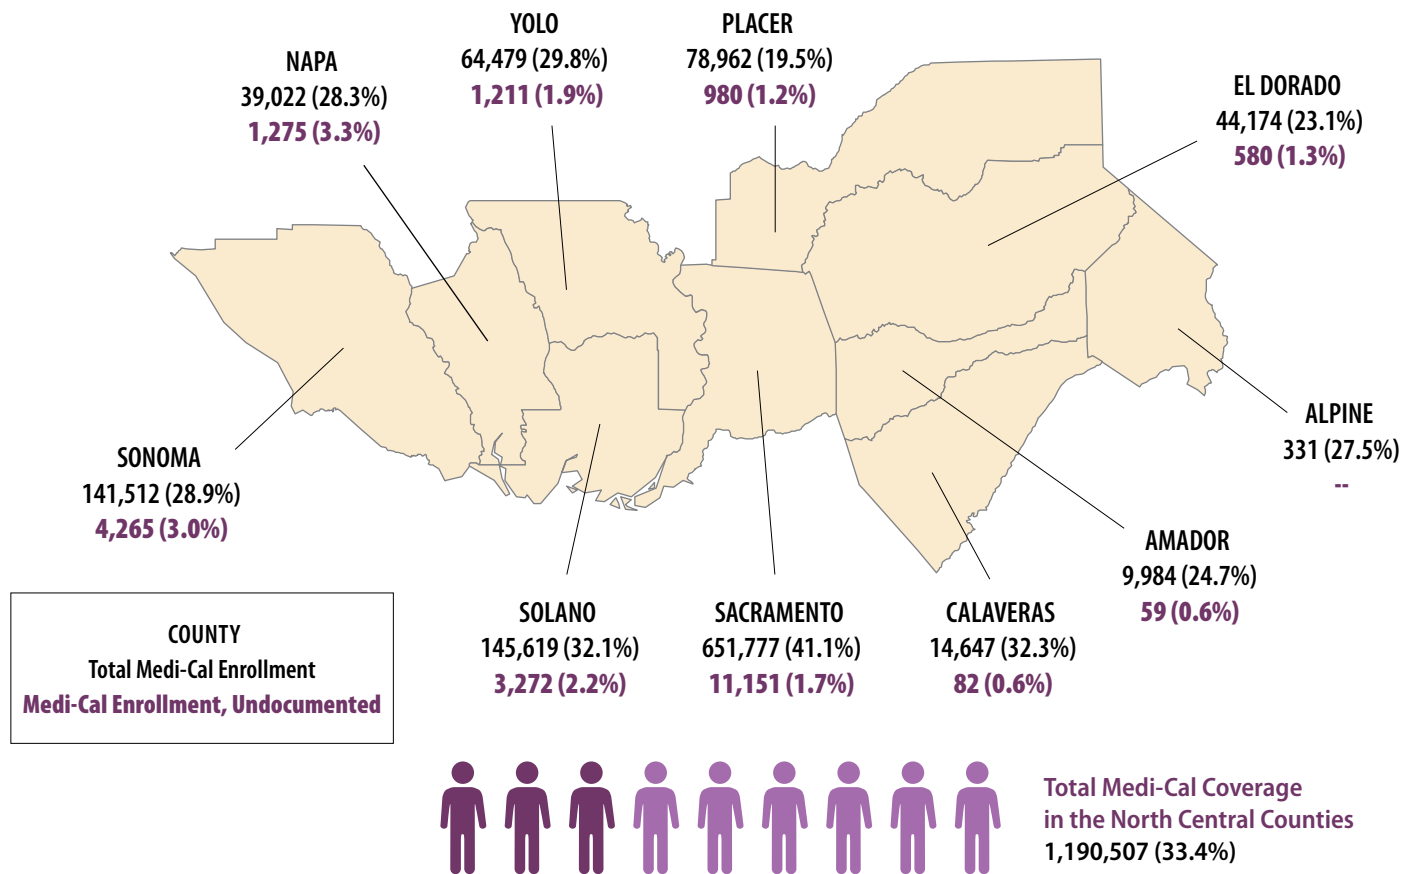 YOLO
64,479 (29.8%)
1,211 (1.9%)
PLACER
78,962 (19.5%)
980 (1.2%)
NAPA
39,022 (28.3%)
1,275 (3.3%)
EL DORADO
44,174 (23.1%)
580 (1.3%)
ALPINE
331 (27.5%)
--
SONOMA
141,512 (28.9%)
4,265 (3.0%)
AMADOR
9,984 (24.7%)
59 (0.6%)
SOLANO
145,619 (32.1%)
3,272 (2.2%)
SACRAMENTO
651,777 (41.1%)
11,151 (1.7%)
CALAVERAS
14,647 (32.3%)
82 (0.6%)
COUNTY
Total Medi-Cal Enrollment
Medi-Cal Enrollment, Undocumented
Total Medi-Cal Coverage
in the North Central Counties
1,190,507 (33.4%)